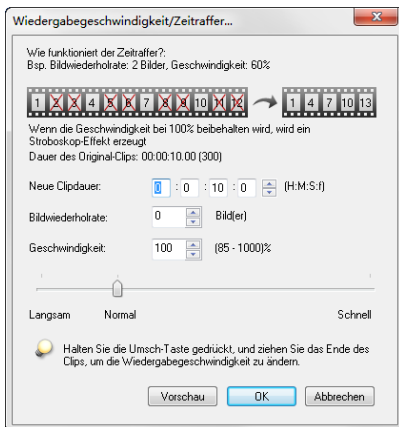 Wiedergabegeschwindigkeit/Zeitraffer...
Wie funktioniert der Zeitraffer?:
Bsp. Bildwiederholrate: 2 Bilder, Geschwindigkeit: 60%
1 2 3 4 5 6 7 8 9 10 11 12 1 4 7 10 13
Wenn die Geschwindigkeit bei 100% beibehalten wird, wird ein
Stroboskop-Effekt erzeugt
Dauer des Original-Clips: 00:00:10.00 (300)
Neue Clipdauer: 0 : 0 : 10 : 0 (H:M:S:f)
Bildwiederholrate: 0 Bild(er)
Geschwindigkeit: 100 (85 - 1000)%
Langsam Normal Schnell
Halten Sie die Umsch-Taste gedrückt, und ziehen Sie das Ende des
Clips, um die Wiedergabegeschwindigkeit zu ändern.
Vorschau OK Abbrechen